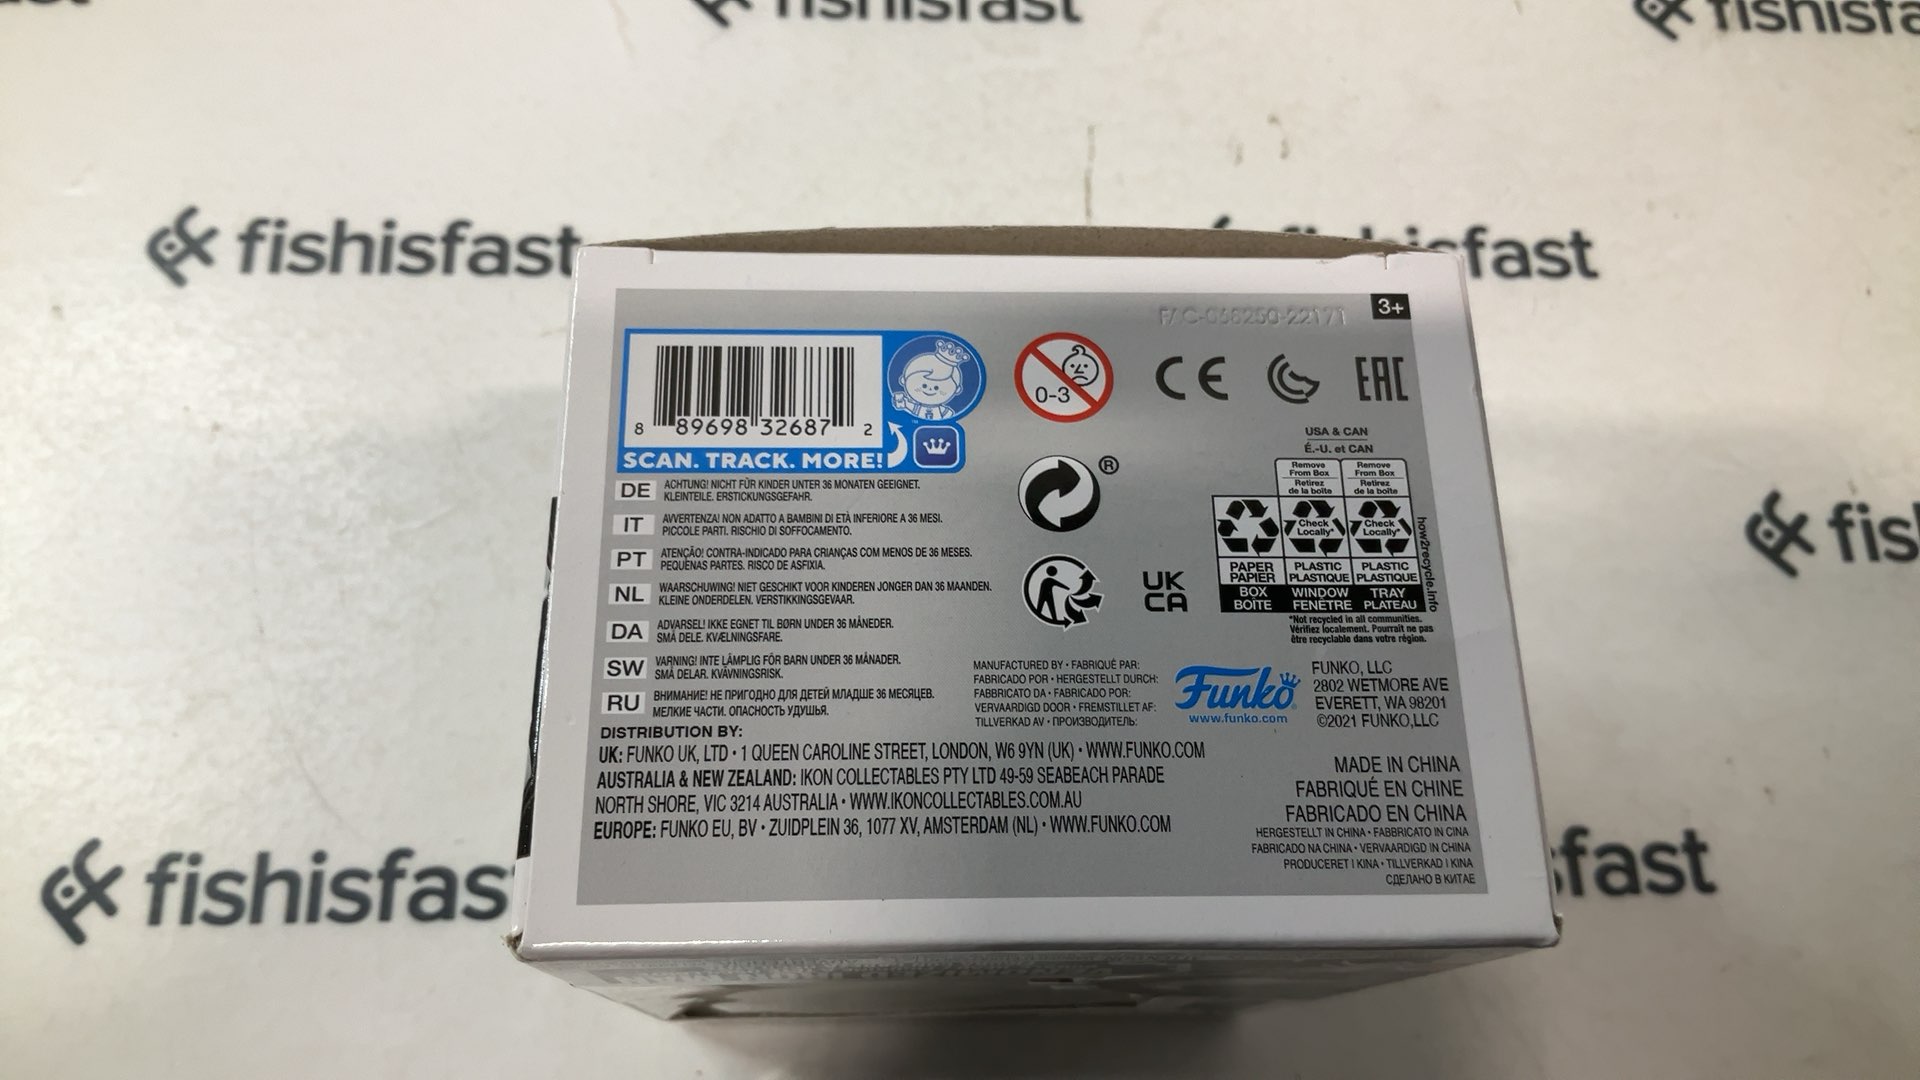 fishisfast
fishisfast
fishisfast
3+
8 89698 32687 2
SCAN. TRACK. MORE!
0-3
CE
EAC
USA & CAN
É.-U. et CAN
Remove From Box
Retirez de la boîte
Remove From Box
Retirez de la boîte
Check Locally*
Check Locally*
PAPER PAPIER
PLASTIC PLASTIQUE
PLASTIC PLASTIQUE
BOX BOÎTE
WINDOW FENÊTRE
TRAY PLATEAU
how2recycle.info
*Not recycled in all communities.
Vérifiez localement. Pourrait ne pas
être recyclable dans votre région.
®
UK
CA
DE ACHTUNG! NICHT FÜR KINDER UNTER 36 MONATEN GEEIGNET.
KLEINTEILE. ERSTICKUNGSGEFAHR.
IT AVVERTENZA! NON ADATTO A BAMBINI DI ETÀ INFERIORE A 36 MESI.
PICCOLE PARTI. RISCHIO DI SOFFOCAMENTO.
PT ATENÇÃO! CONTRA-INDICADO PARA CRIANÇAS COM MENOS DE 36 MESES.
PEQUENAS PARTES. RISCO DE ASFIXIA.
NL WAARSCHUWING! NIET GESCHIKT VOOR KINDEREN JONGER DAN 36 MAANDEN.
KLEINE ONDERDELEN. VERSTIKKINGSGEVAAR.
DA ADVARSEL! IKKE EGNET TIL BØRN UNDER 36 MÅNEDER.
SMÅ DELE. KVÆLNINGSFARE.
SW VARNING! INTE LÄMPLIG FÖR BARN UNDER 36 MÅNADER.
SMÅ DELAR. KVÄVNINGSRISK.
RU ВНИМАНИЕ! НЕ ПРИГОДНО ДЛЯ ДЕТЕЙ МЛАДШЕ 36 МЕСЯЦЕВ.
МЕЛКИЕ ЧАСТИ. ОПАСНОСТЬ УДУШЬЯ.
MANUFACTURED BY • FABRIQUÉ PAR:
FABRICADO POR • HERGESTELLT DURCH:
FABBRICATO DA • FABRICADO POR:
VERVAARDIGD DOOR • FREMSTILLET AF:
TILLVERKAD AV • ПРОИЗВОДИТЕЛЬ:
Funko
www.funko.com
FUNKO, LLC
2802 WETMORE AVE
EVERETT, WA 98201
©2021 FUNKO,LLC
DISTRIBUTION BY:
UK: FUNKO UK, LTD • 1 QUEEN CAROLINE STREET, LONDON, W6 9YN (UK) • WWW.FUNKO.COM
AUSTRALIA & NEW ZEALAND: IKON COLLECTABLES PTY LTD 49-59 SEABEACH PARADE
NORTH SHORE, VIC 3214 AUSTRALIA • WWW.IKONCOLLECTABLES.COM.AU
EUROPE: FUNKO EU, BV • ZUIDPLEIN 36, 1077 XV, AMSTERDAM (NL) • WWW.FUNKO.COM
MADE IN CHINA
FABRIQUÉ EN CHINE
FABRICADO EN CHINA
HERGESTELLT IN CHINA • FABBRICATO IN CINA
FABRICADO NA CHINA • VERVAARDIGD IN CHINA
PRODUCERET I KINA • TILLVERKAD I KINA
СДЕЛАНО В КИТАЕ